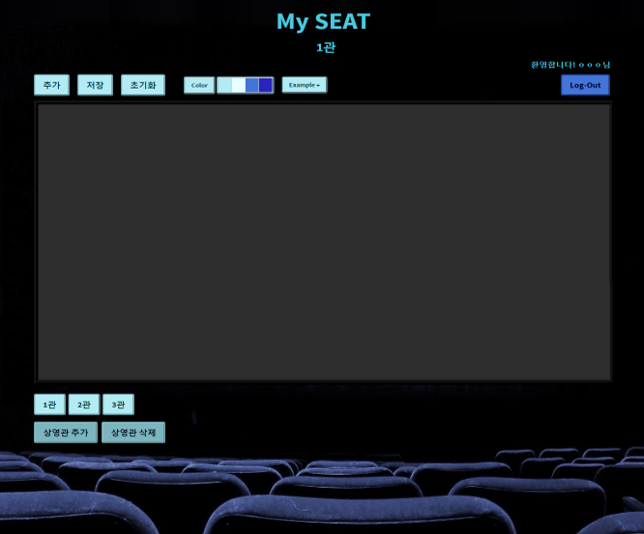 My SEAT
1관
환영합니다! ㅇㅇㅇ님
추가 저장 초기화 Color Example Log-Out
1관 2관 3관
상영관 추가 상영관 삭제